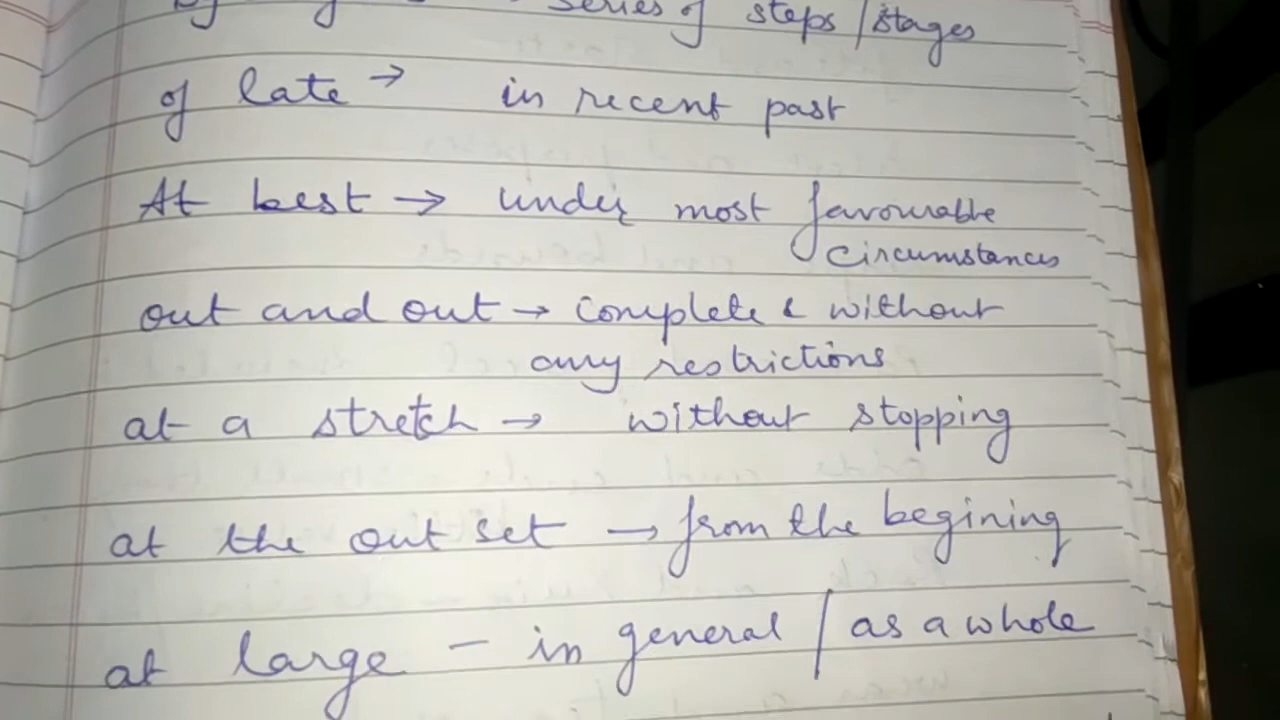 series of steps / stages
of late → in recent past
At best → under most favourable
circumstances
out and out → complete & without
any restrictions
at a stretch → without stopping
at the out set → from the begining
at large - in general / as a whole